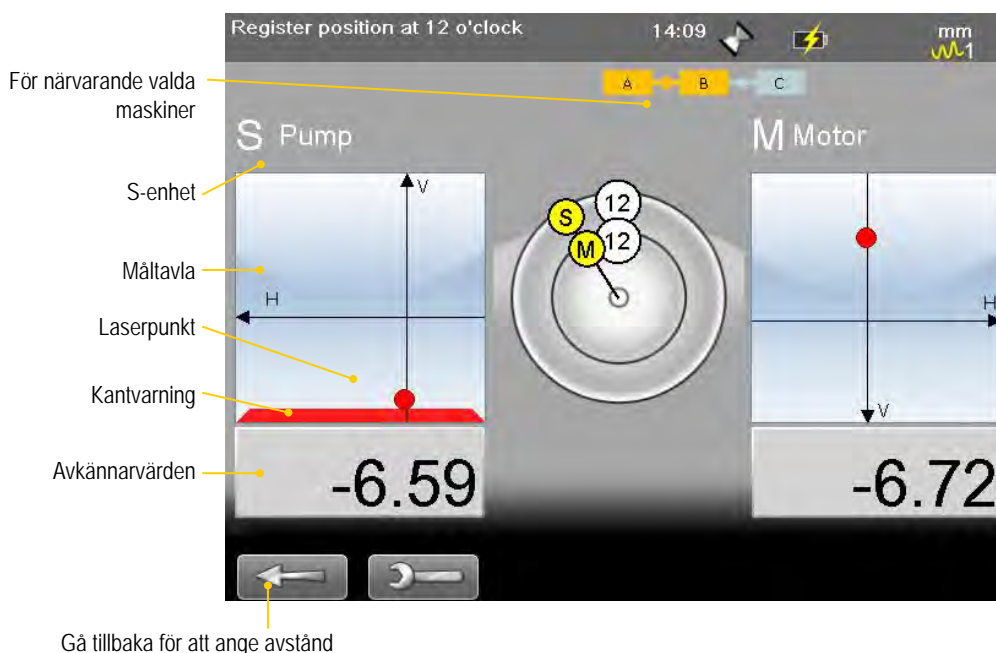 Register position at 12 o'clock
14:09
mm
1
För närvarande valda
maskiner
A
B
C
S Pump
M Motor
S-enhet
V
12
S
12
M
Måltavla
H
H
Laserpunkt
Kantvarning
V
Avkännarvärden
-6.59
-6.72
Gå tillbaka för att ange avstånd